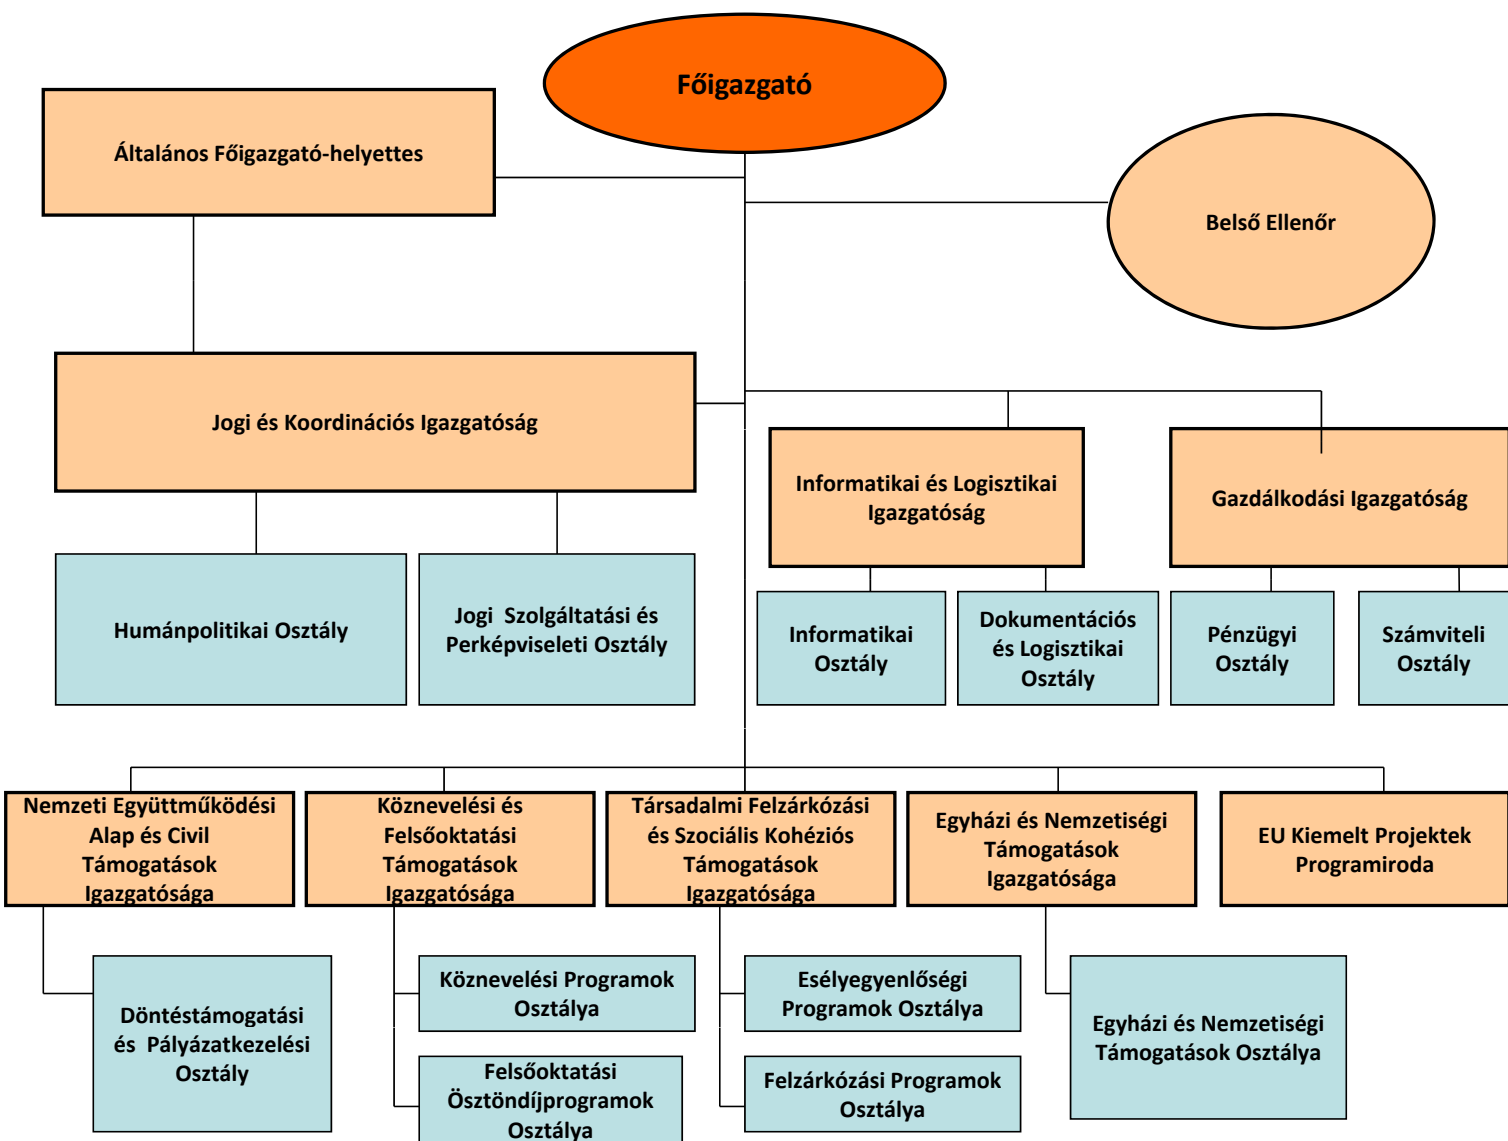 Főigazgató
Általános Főigazgató-helyettes
Belső Ellenőr
Jogi és Koordinációs Igazgatóság
Informatikai és Logisztikai
Igazgatóság
Gazdálkodási Igazgatóság
Humánpolitikai Osztály
Jogi  Szolgáltatási és
Perképviseleti Osztály
Informatikai
Osztály
Dokumentációs
és Logisztikai
Osztály
Pénzügyi
Osztály
Számviteli
Osztály
Nemzeti Együttműködési
Alap és Civil
Támogatások
Igazgatósága
Köznevelési és
Felsőoktatási
Támogatások
Igazgatósága
Társadalmi Felzárkózási
és Szociális Kohéziós
Támogatások
Igazgatósága
Egyházi és Nemzetiségi
Támogatások
Igazgatósága
EU Kiemelt Projektek
Programiroda
Döntéstámogatási
és  Pályázatkezelési
Osztály
Köznevelési Programok
Osztálya
Felsőoktatási
Ösztöndíjprogramok
Osztálya
Esélyegyenlőségi
Programok Osztálya
Felzárkózási Programok
Osztálya
Egyházi és Nemzetiségi
Támogatások Osztálya